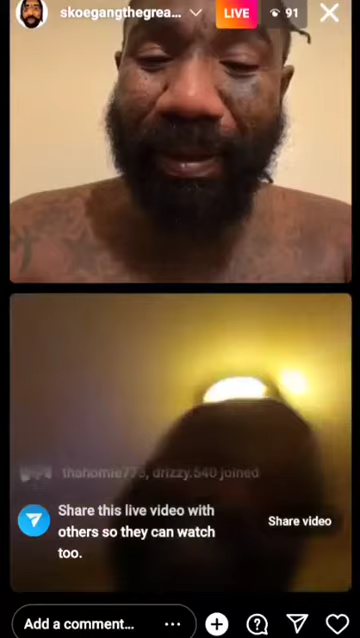 skoegangthegrea...
LIVE
91
thahomie773, drizzy.540 joined
Share this live video with
others so they can watch
too.
Share video
Add a comment...